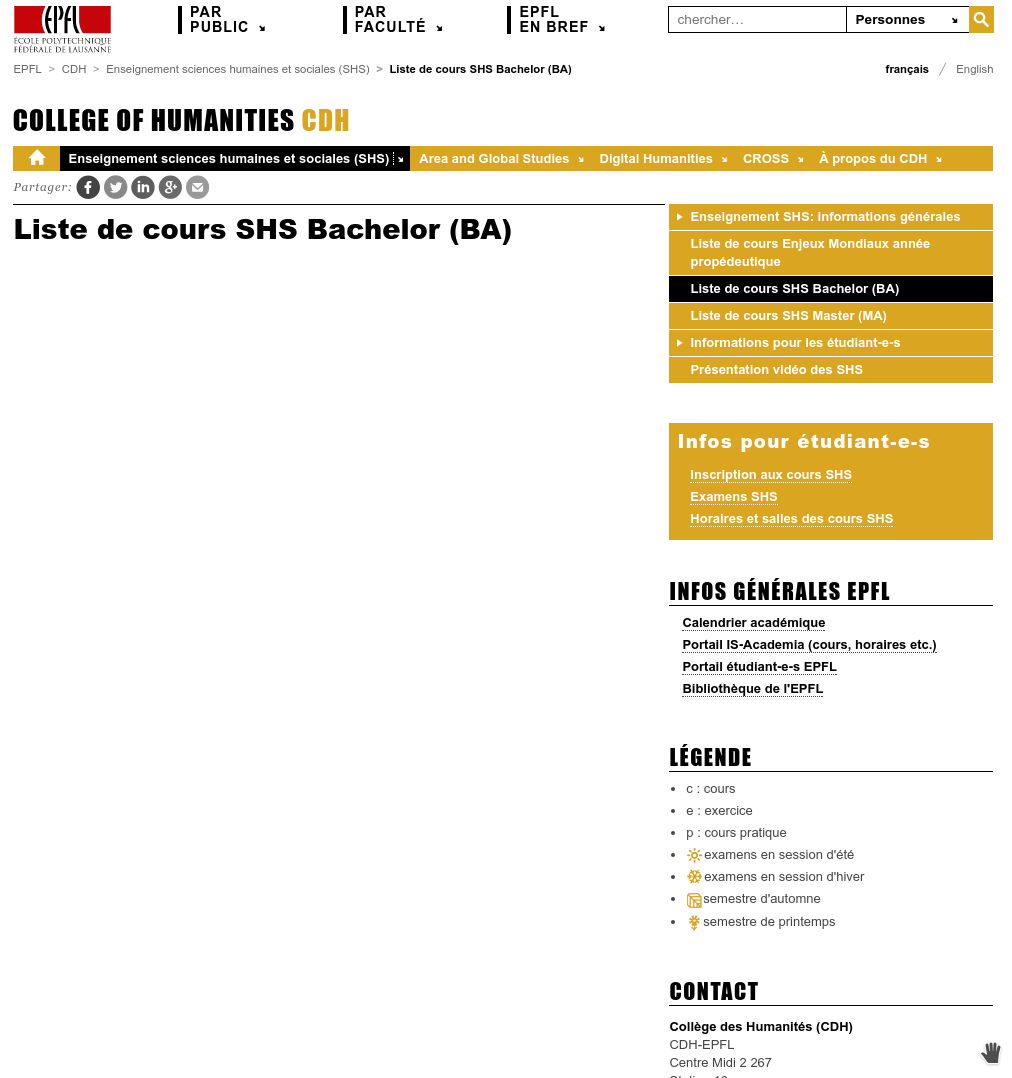 EPFL
ÉCOLE POLYTECHNIQUE
FÉDÉRALE DE LAUSANNE
PAR
PUBLIC
PAR
FACULTÉ
EPFL
EN BREF
chercher…
Personnes
EPFL > CDH > Enseignement sciences humaines et sociales (SHS) > Liste de cours SHS Bachelor (BA)
français / English
COLLEGE OF HUMANITIES CDH
Enseignement sciences humaines et sociales (SHS)
Area and Global Studies
Digital Humanities
CROSS
À propos du CDH
Partager:
Liste de cours SHS Bachelor (BA)
Enseignement SHS: informations générales
Liste de cours Enjeux Mondiaux année
propédeutique
Liste de cours SHS Bachelor (BA)
Liste de cours SHS Master (MA)
Informations pour les étudiant-e-s
Présentation vidéo des SHS
Infos pour étudiant-e-s
Inscription aux cours SHS
Examens SHS
Horaires et salles des cours SHS
INFOS GÉNÉRALES EPFL
Calendrier académique
Portail IS-Academia (cours, horaires etc.)
Portail étudiant-e-s EPFL
Bibliothèque de l'EPFL
LÉGENDE
c : cours
e : exercice
p : cours pratique
examens en session d'été
examens en session d'hiver
semestre d'automne
semestre de printemps
CONTACT
Collège des Humanités (CDH)
CDH-EPFL
Centre Midi 2 267